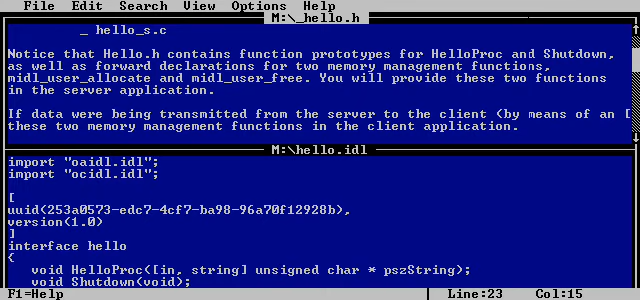 File Edit Search View Options Help
M:\_hello.h
_ hello_s.c
Notice that Hello.h contains function prototypes for HelloProc and Shutdown,
as well as forward declarations for two memory management functions,
midl_user_allocate and midl_user_free. You will provide these two functions
in the server application.
If data were being transmitted from the server to the client (by means of an [
these two memory management functions in the client application.
M:\hello.idl
import "oaidl.idl";
import "ocidl.idl";
[
uuid(253a0573-edc7-4cf7-ba98-96a70f12928b),
version(1.0)
]
interface hello
{
void HelloProc([in, string] unsigned char * pszString);
void Shutdown(void);
F1=Help Line:23 Col:15